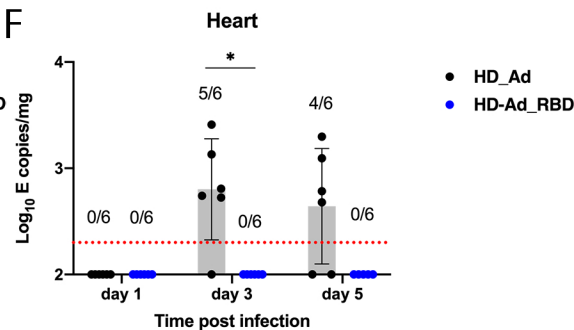 F
Heart
4
3
2
Log10 E copies/mg
*
5/6
4/6
0/6
0/6
0/6
0/6
day 1
day 3
day 5
Time post infection
HD_Ad
HD-Ad_RBD